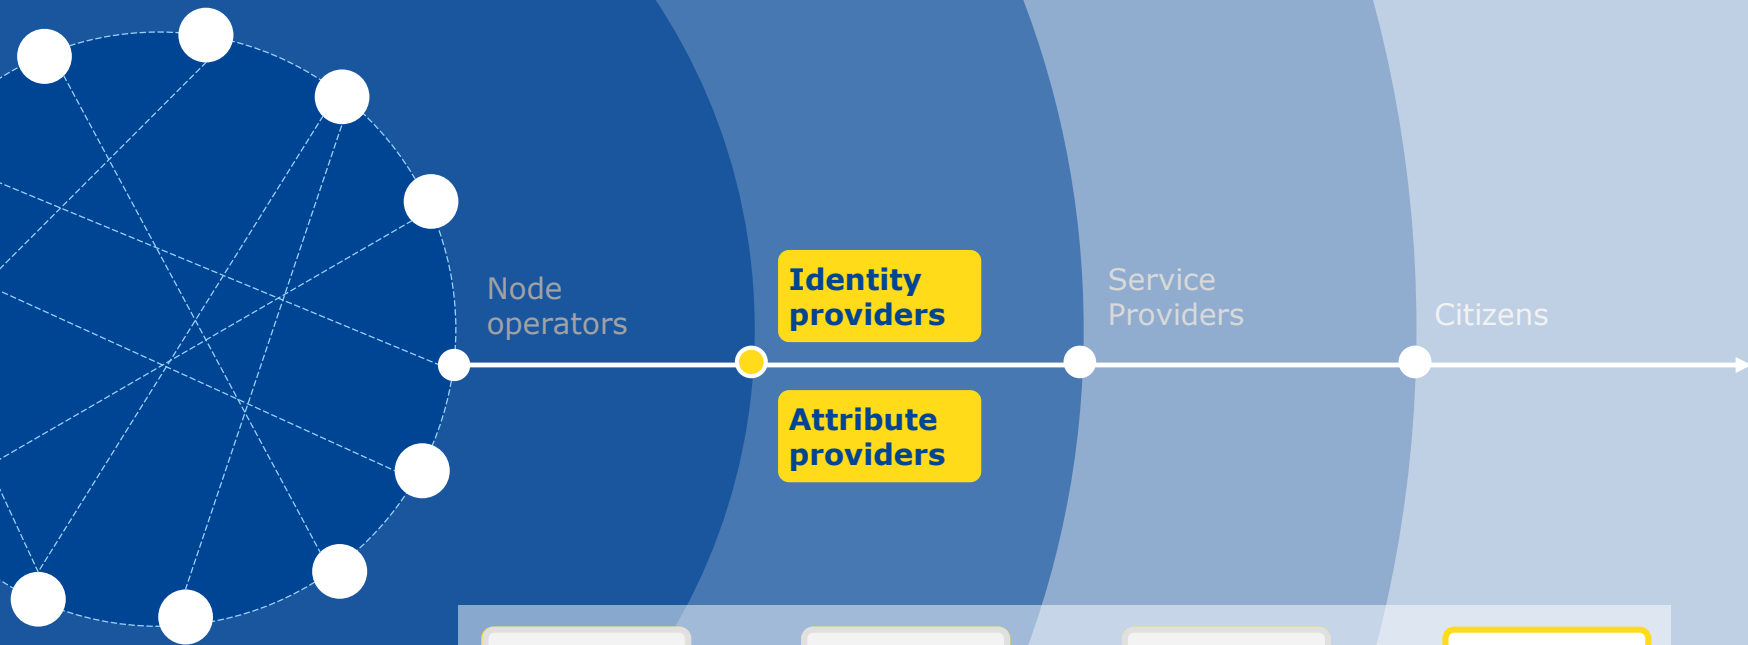 Node
operators
Identity
providers
Attribute
providers
Service
Providers
Citizens